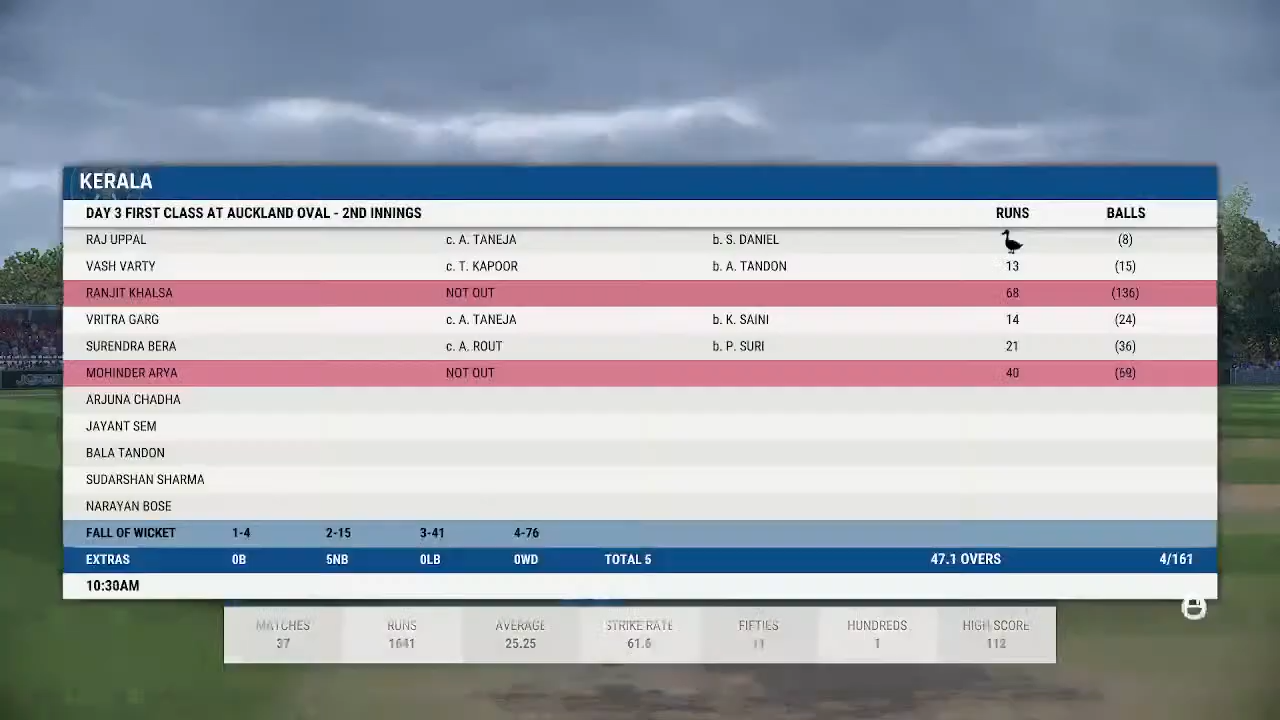 KERALA
DAY 3 FIRST CLASS AT AUCKLAND OVAL - 2ND INNINGS RUNS BALLS
RAJ UPPAL c. A. TANEJA b. S. DANIEL (8)
VASH VARTY c. T. KAPOOR b. A. TANDON 13 (15)
RANJIT KHALSA NOT OUT 68 (136)
VRITRA GARG c. A. TANEJA b. K. SAINI 14 (24)
SURENDRA BERA c. A. ROUT b. P. SURI 21 (36)
MOHINDER ARYA NOT OUT 40 (69)
ARJUNA CHADHA
JAYANT SEM
BALA TANDON
SUDARSHAN SHARMA
NARAYAN BOSE
FALL OF WICKET 1-4 2-15 3-41 4-76
EXTRAS 0B 5NB 0LB 0WD TOTAL 5 47.1 OVERS 4/161
10:30AM
MATCHES RUNS AVERAGE STRIKE RATE FIFTIES HUNDREDS HIGH SCORE
37 1641 25.25 61.6 11 1 112